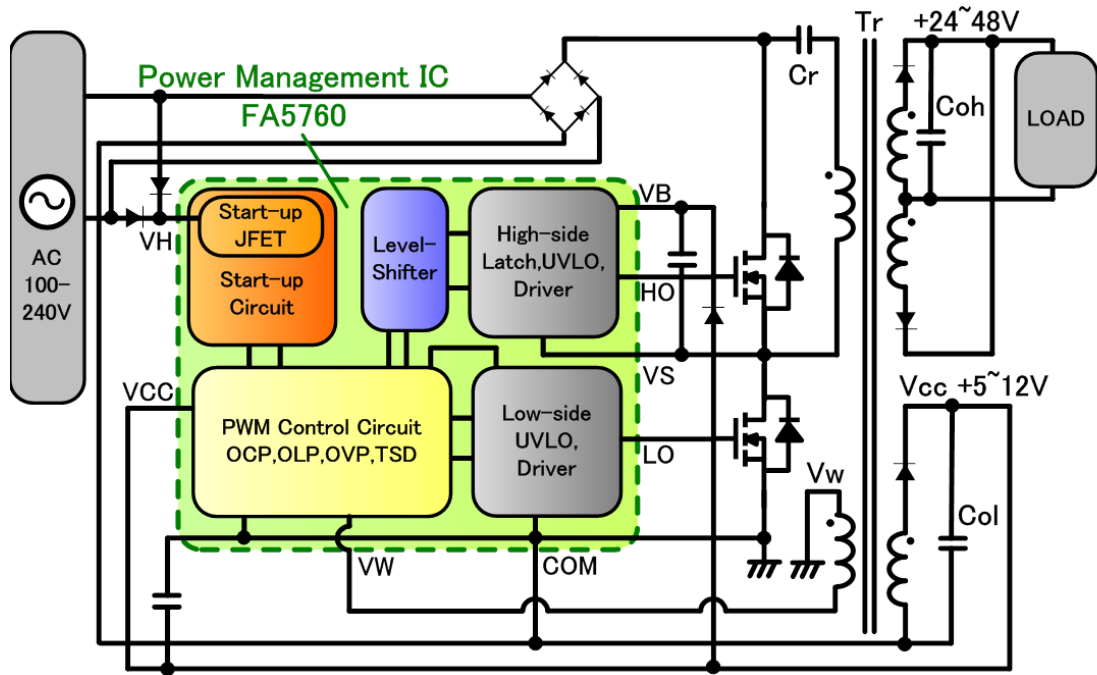 Tr
+24~48V
Power Management IC
FA5760
Cr
Coh
LOAD
AC
100-
240V
VH
Start-up
JFET
Start-up
Circuit
Level-
Shifter
High-side
Latch,UVLO,
Driver
VB
HO
VS
VCC
PWM Control Circuit
OCP,OLP,OVP,TSD
Low-side
UVLO,
Driver
LO
Vcc +5~12V
Vw
Col
VW
COM